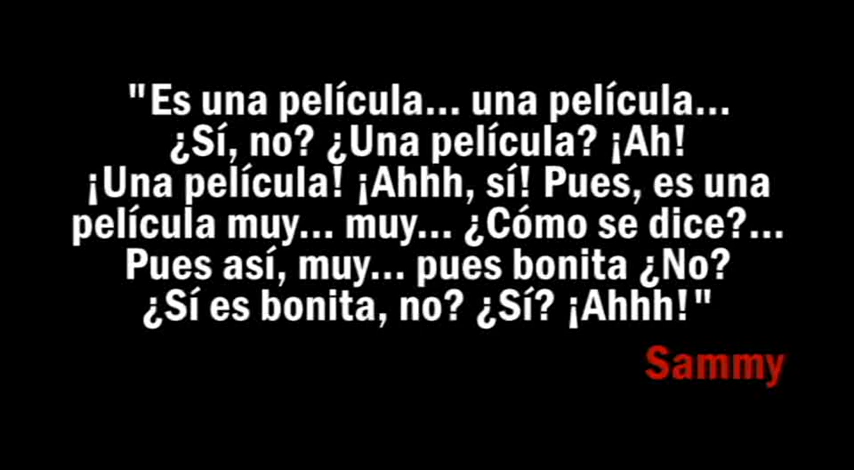 "Es una película... una película...
¿Sí, no? ¿Una película? ¡Ah!
¡Una película! ¡Ahhh, sí! Pues, es una
película muy... muy... ¿Cómo se dice?...
Pues así, muy... pues bonita ¿No?
¿Sí es bonita, no? ¿Sí? ¡Ahhh!"
Sammy